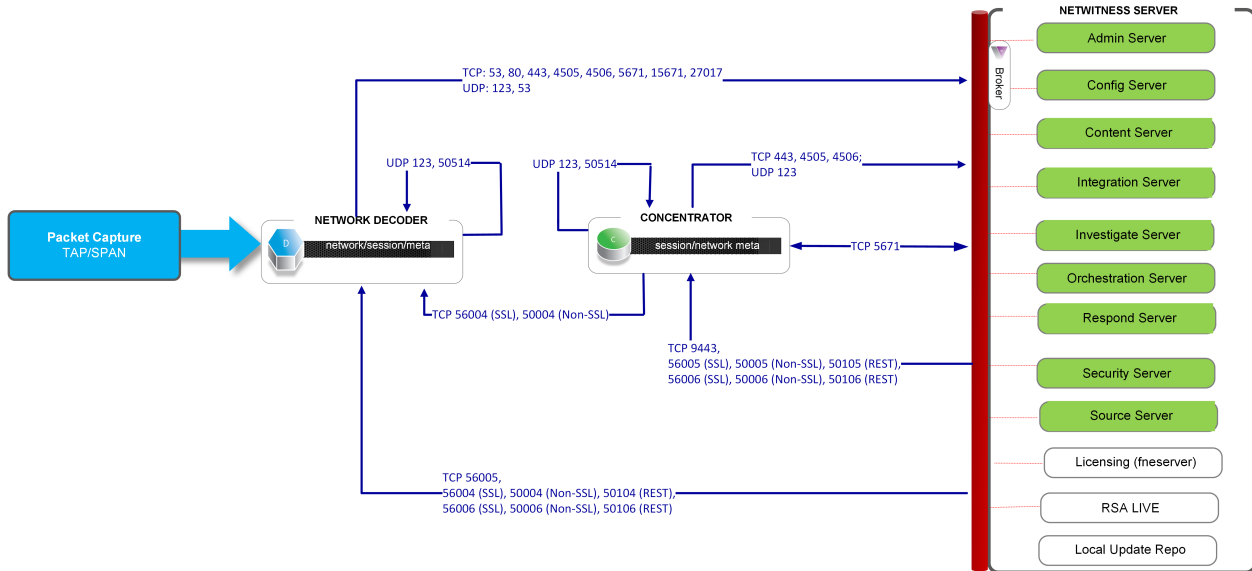 NETWITNESS SERVER
Admin Server
Broker
Config Server
Content Server
Integration Server
Investigate Server
Orchestration Server
Respond Server
Security Server
Source Server
Licensing (fneserver)
RSA LIVE
Local Update Repo
TCP: 53, 80, 443, 4505, 4506, 5671, 15671, 27017
UDP: 123, 53
UDP 123, 50514
UDP 123, 50514
TCP 443, 4505, 4506;
UDP 123
Packet Capture
TAP/SPAN
NETWORK DECODER
D
network/session/meta
CONCENTRATOR
C
session/network meta
TCP 5671
TCP 56004 (SSL), 50004 (Non-SSL)
TCP 9443,
56005 (SSL), 50005 (Non-SSL), 50105 (REST),
56006 (SSL), 50006 (Non-SSL), 50106 (REST)
TCP 56005,
56004 (SSL), 50004 (Non-SSL), 50104 (REST),
56006 (SSL), 50006 (Non-SSL), 50106 (REST)